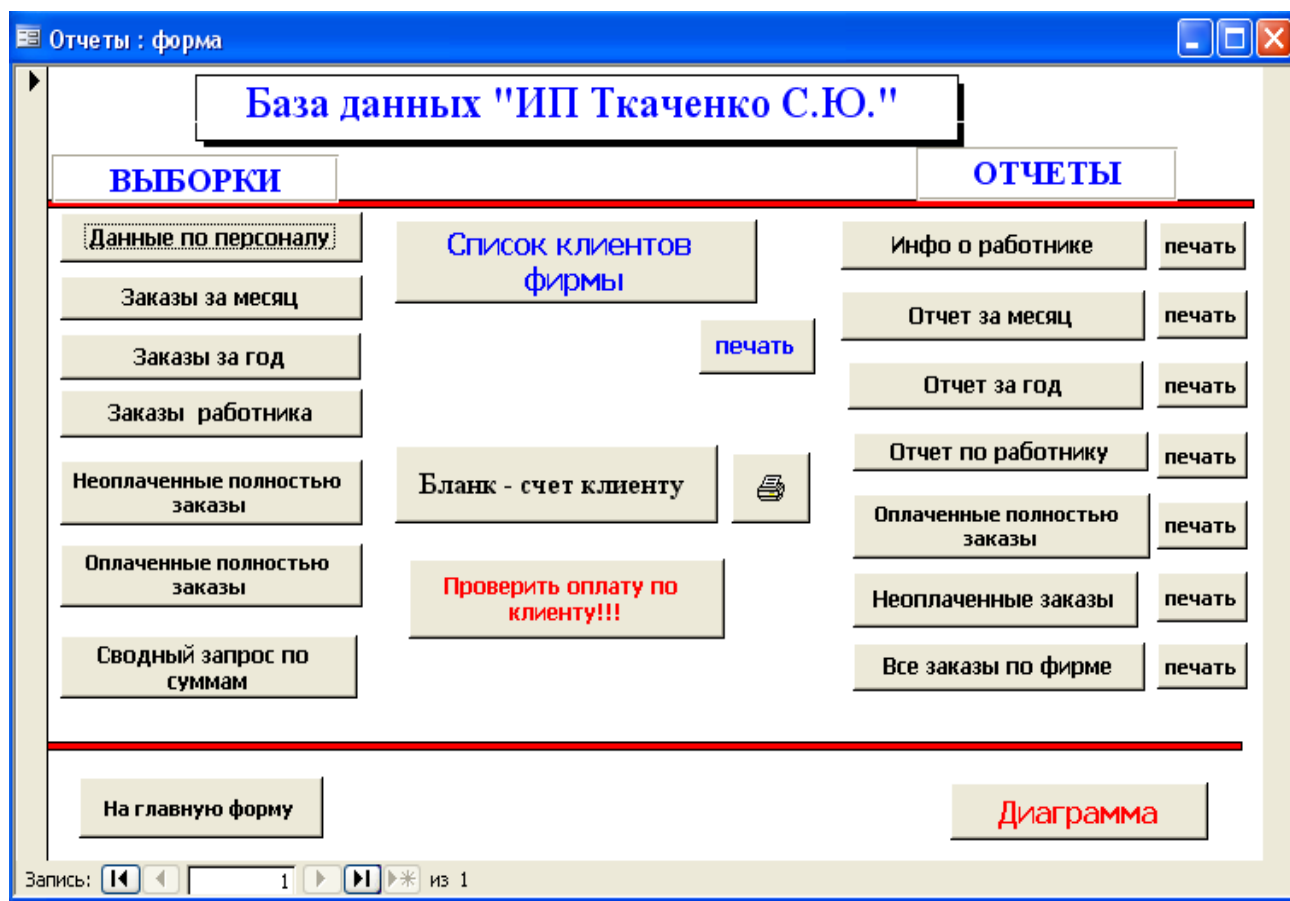 Отчеты : форма
База данных "ИП Ткаченко С.Ю."
ВЫБОРКИ
ОТЧЕТЫ
Данные по персоналу
Заказы за месяц
Заказы за год
Заказы работника
Неоплаченные полностью
заказы
Оплаченные полностью
заказы
Сводный запрос по
суммам
Список клиентов
фирмы
печать
Бланк - счет клиенту
Проверить оплату по
клиенту!!!
Инфо о работнике
печать
Отчет за месяц
печать
Отчет за год
печать
Отчет по работнику
печать
Оплаченные полностью
заказы
печать
Неоплаченные заказы
печать
Все заказы по фирме
печать
На главную форму
Диаграмма
Запись: 1 из 1